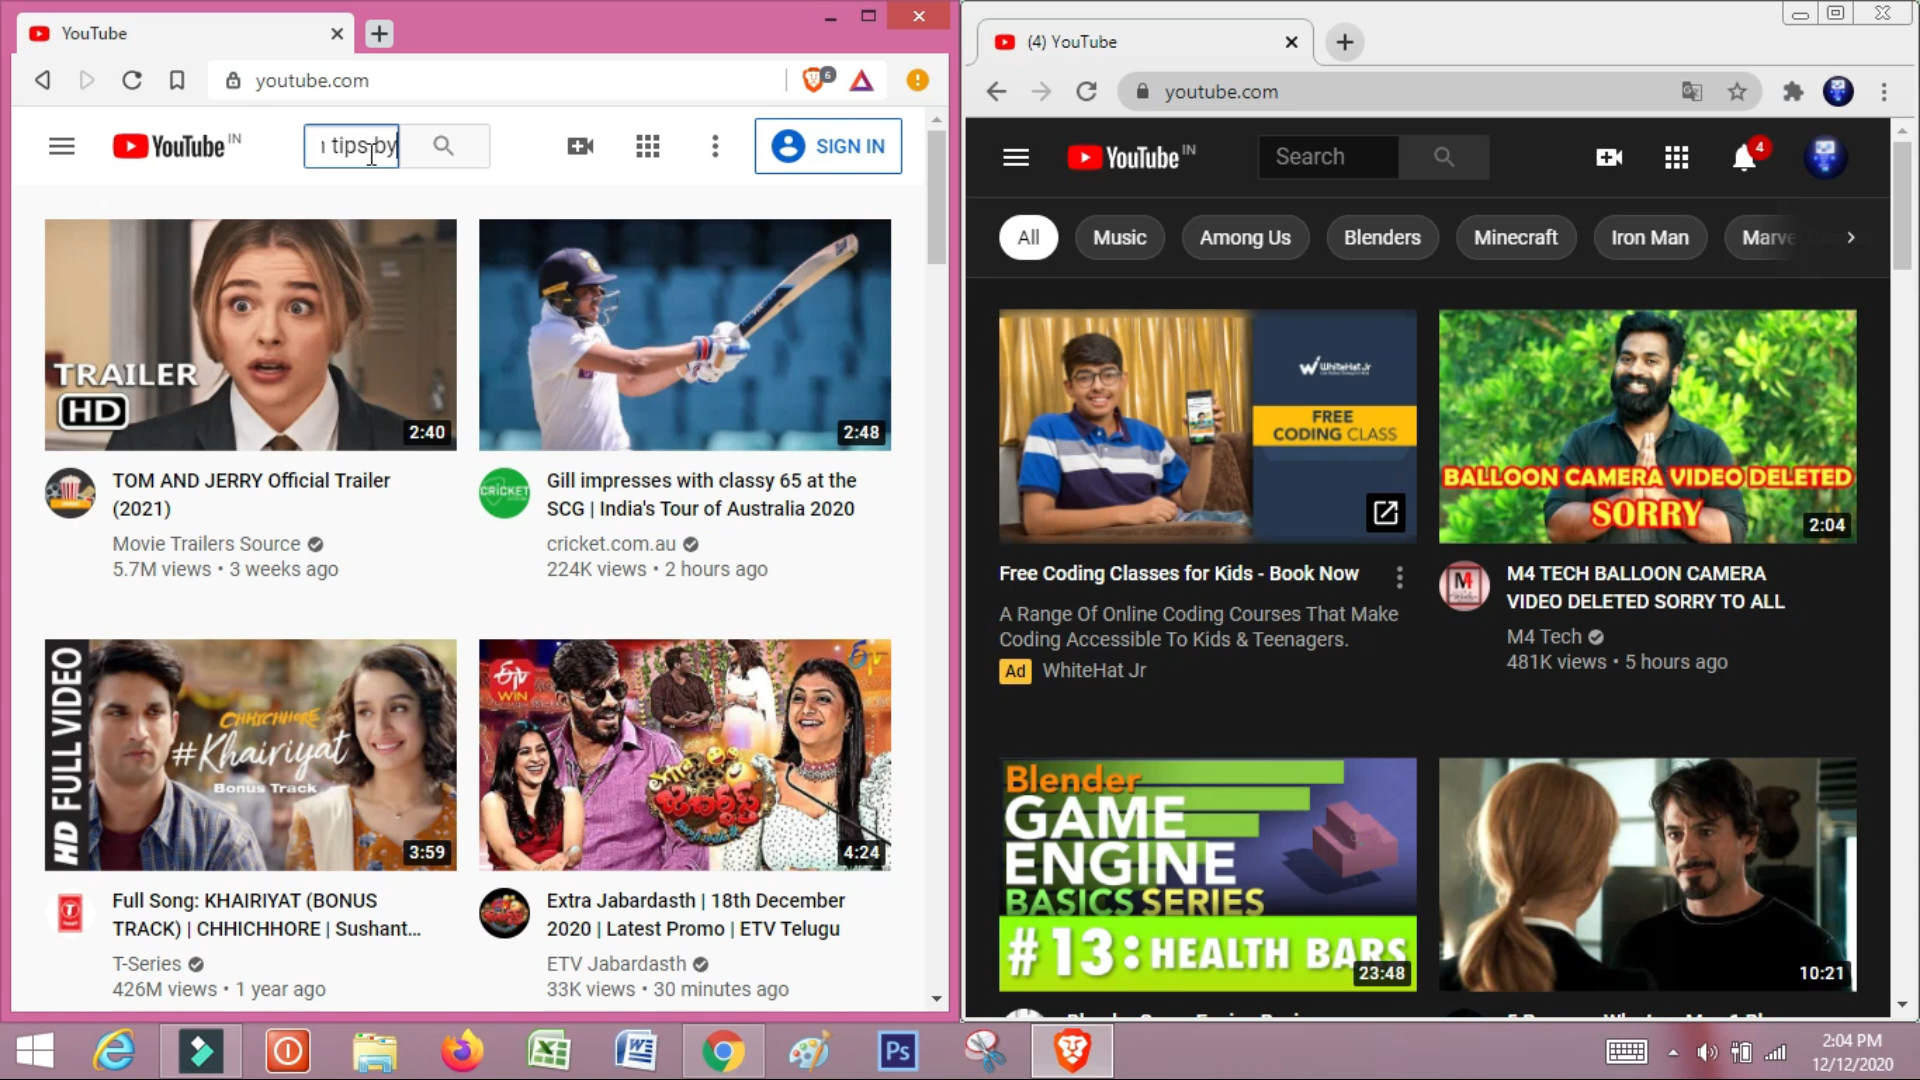 YouTube
youtube.com
6
YouTube IN
tips by
SIGN IN
TRAILER
HD
2:40
2:48
CRICKET
TOM AND JERRY Official Trailer
(2021)
Movie Trailers Source
5.7M views • 3 weeks ago
Gill impresses with classy 65 at the
SCG | India's Tour of Australia 2020
cricket.com.au
224K views • 2 hours ago
HD FULL VIDEO
CHHICHHORE
#Khairiyat
Bonus Track
3:59
WIN
4:24
Full Song: KHAIRIYAT (BONUS
TRACK) | CHHICHHORE | Sushant...
T-Series
426M views • 1 year ago
Extra Jabardasth | 18th December
2020 | Latest Promo | ETV Telugu
ETV Jabardasth
33K views • 30 minutes ago
(4) YouTube
youtube.com
YouTube IN
Search
4
All
Music
Among Us
Blenders
Minecraft
Iron Man
WhiteHat Jr
FREE
CODING CLASS
BALLOON CAMERA VIDEO DELETED
SORRY
2:04
Free Coding Classes for Kids - Book Now
A Range Of Online Coding Courses That Make
Coding Accessible To Kids & Teenagers.
Ad WhiteHat Jr
M4 TECH BALLOON CAMERA
VIDEO DELETED SORRY TO ALL
M4 Tech
481K views • 5 hours ago
Blender
GAME
ENGINE
BASICS SERIES
#13: HEALTH BARS
23:48
10:21
Ps
2:04 PM
12/12/2020